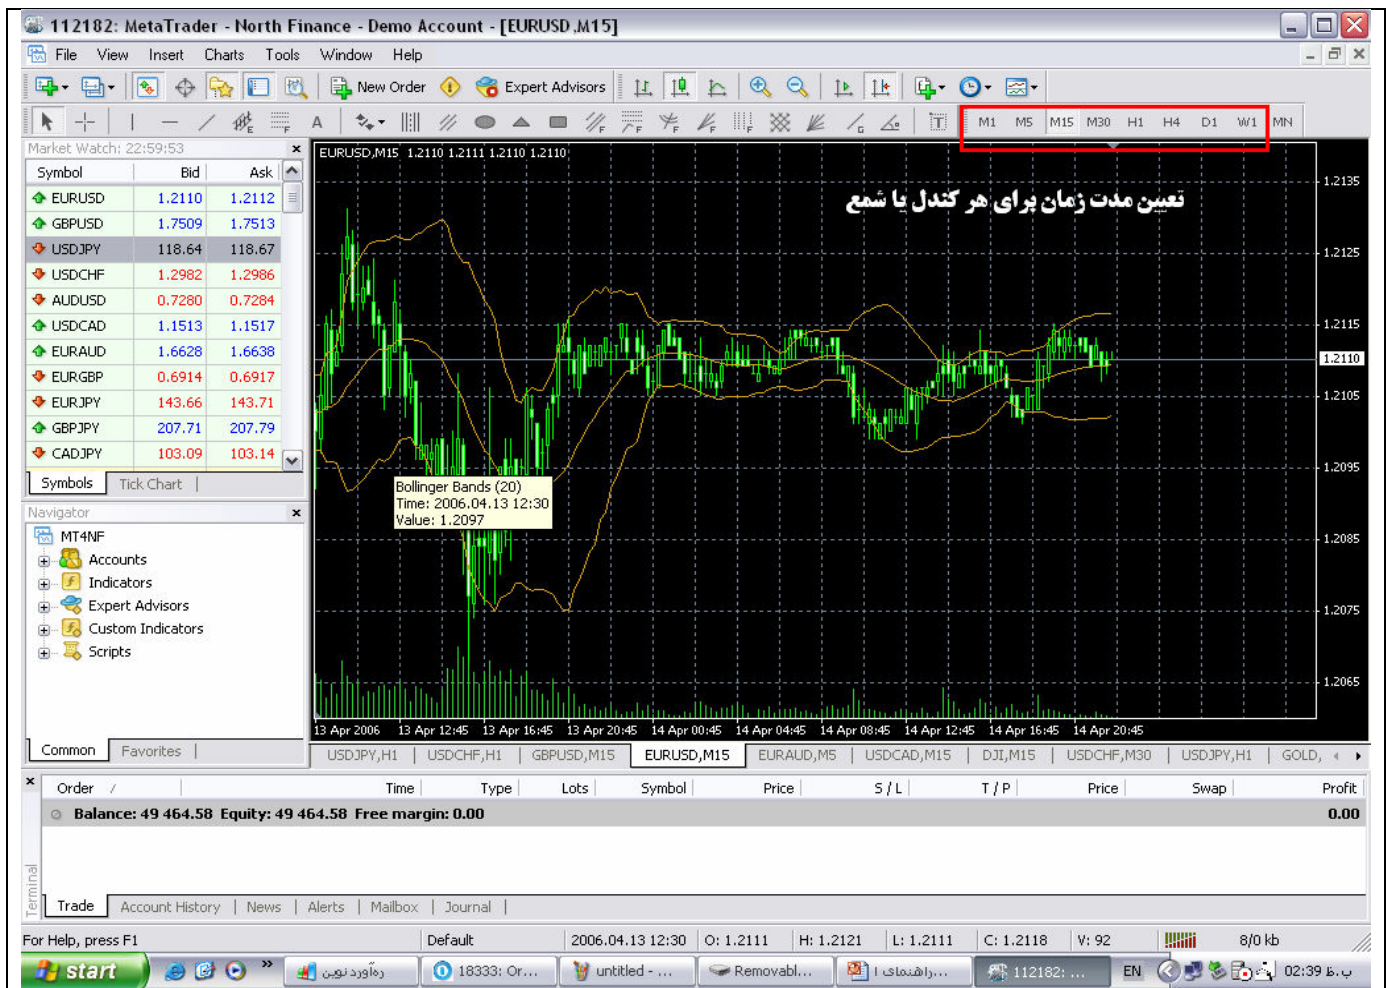 112182: MetaTrader - North Finance - Demo Account - [EURUSD,M15]
File View Insert Charts Tools Window Help
New Order Expert Advisors
A T M1 M5 M15 M30 H1 H4 D1 W1 MN
Market Watch: 22:59:53
Symbol Bid Ask
EURUSD 1.2110 1.2112
GBPUSD 1.7509 1.7513
USDJPY 118.64 118.67
USDCHF 1.2982 1.2986
AUDUSD 0.7280 0.7284
USDCAD 1.1513 1.1517
EURAUD 1.6628 1.6638
EURGBP 0.6914 0.6917
EURJPY 143.66 143.71
GBPJPY 207.71 207.79
CADJPY 103.09 103.14
Symbols Tick Chart
Navigator
MT4NF
Accounts
Indicators
Expert Advisors
Custom Indicators
Scripts
Common Favorites
EURUSD,M15 1.2110 1.2111 1.2110 1.2110
تعیین مدت زمان برای هر کندل یا شمع
1.2135
1.2125
1.2115
1.2110
1.2105
1.2095
1.2085
1.2075
1.2065
Bollinger Bands (20)
Time: 2006.04.13 12:30
Value: 1.2097
13 Apr 2006 13 Apr 12:45 13 Apr 16:45 13 Apr 20:45 14 Apr 00:45 14 Apr 04:45 14 Apr 08:45 14 Apr 12:45 14 Apr 16:45 14 Apr 20:45
USDJPY,H1 USDCHF,H1 GBPUSD,M15 EURUSD,M15 EURAUD,M5 USDCAD,M15 DJI,M15 USDCHF,M30 USDJPY,H1 GOLD,
Order / Time Type Lots Symbol Price S / L T / P Price Swap Profit
Balance: 49 464.58 Equity: 49 464.58 Free margin: 0.00 0.00
Terminal
Trade Account History News Alerts Mailbox Journal
For Help, press F1 Default 2006.04.13 12:30 O: 1.2111 H: 1.2121 L: 1.2111 C: 1.2118 V: 92 8/0 kb
start » ره‌آورد نوین 18333: Or... untitled - ... Removabl... راهنمای ا... 112182: ... EN 02:39 ب.ظ